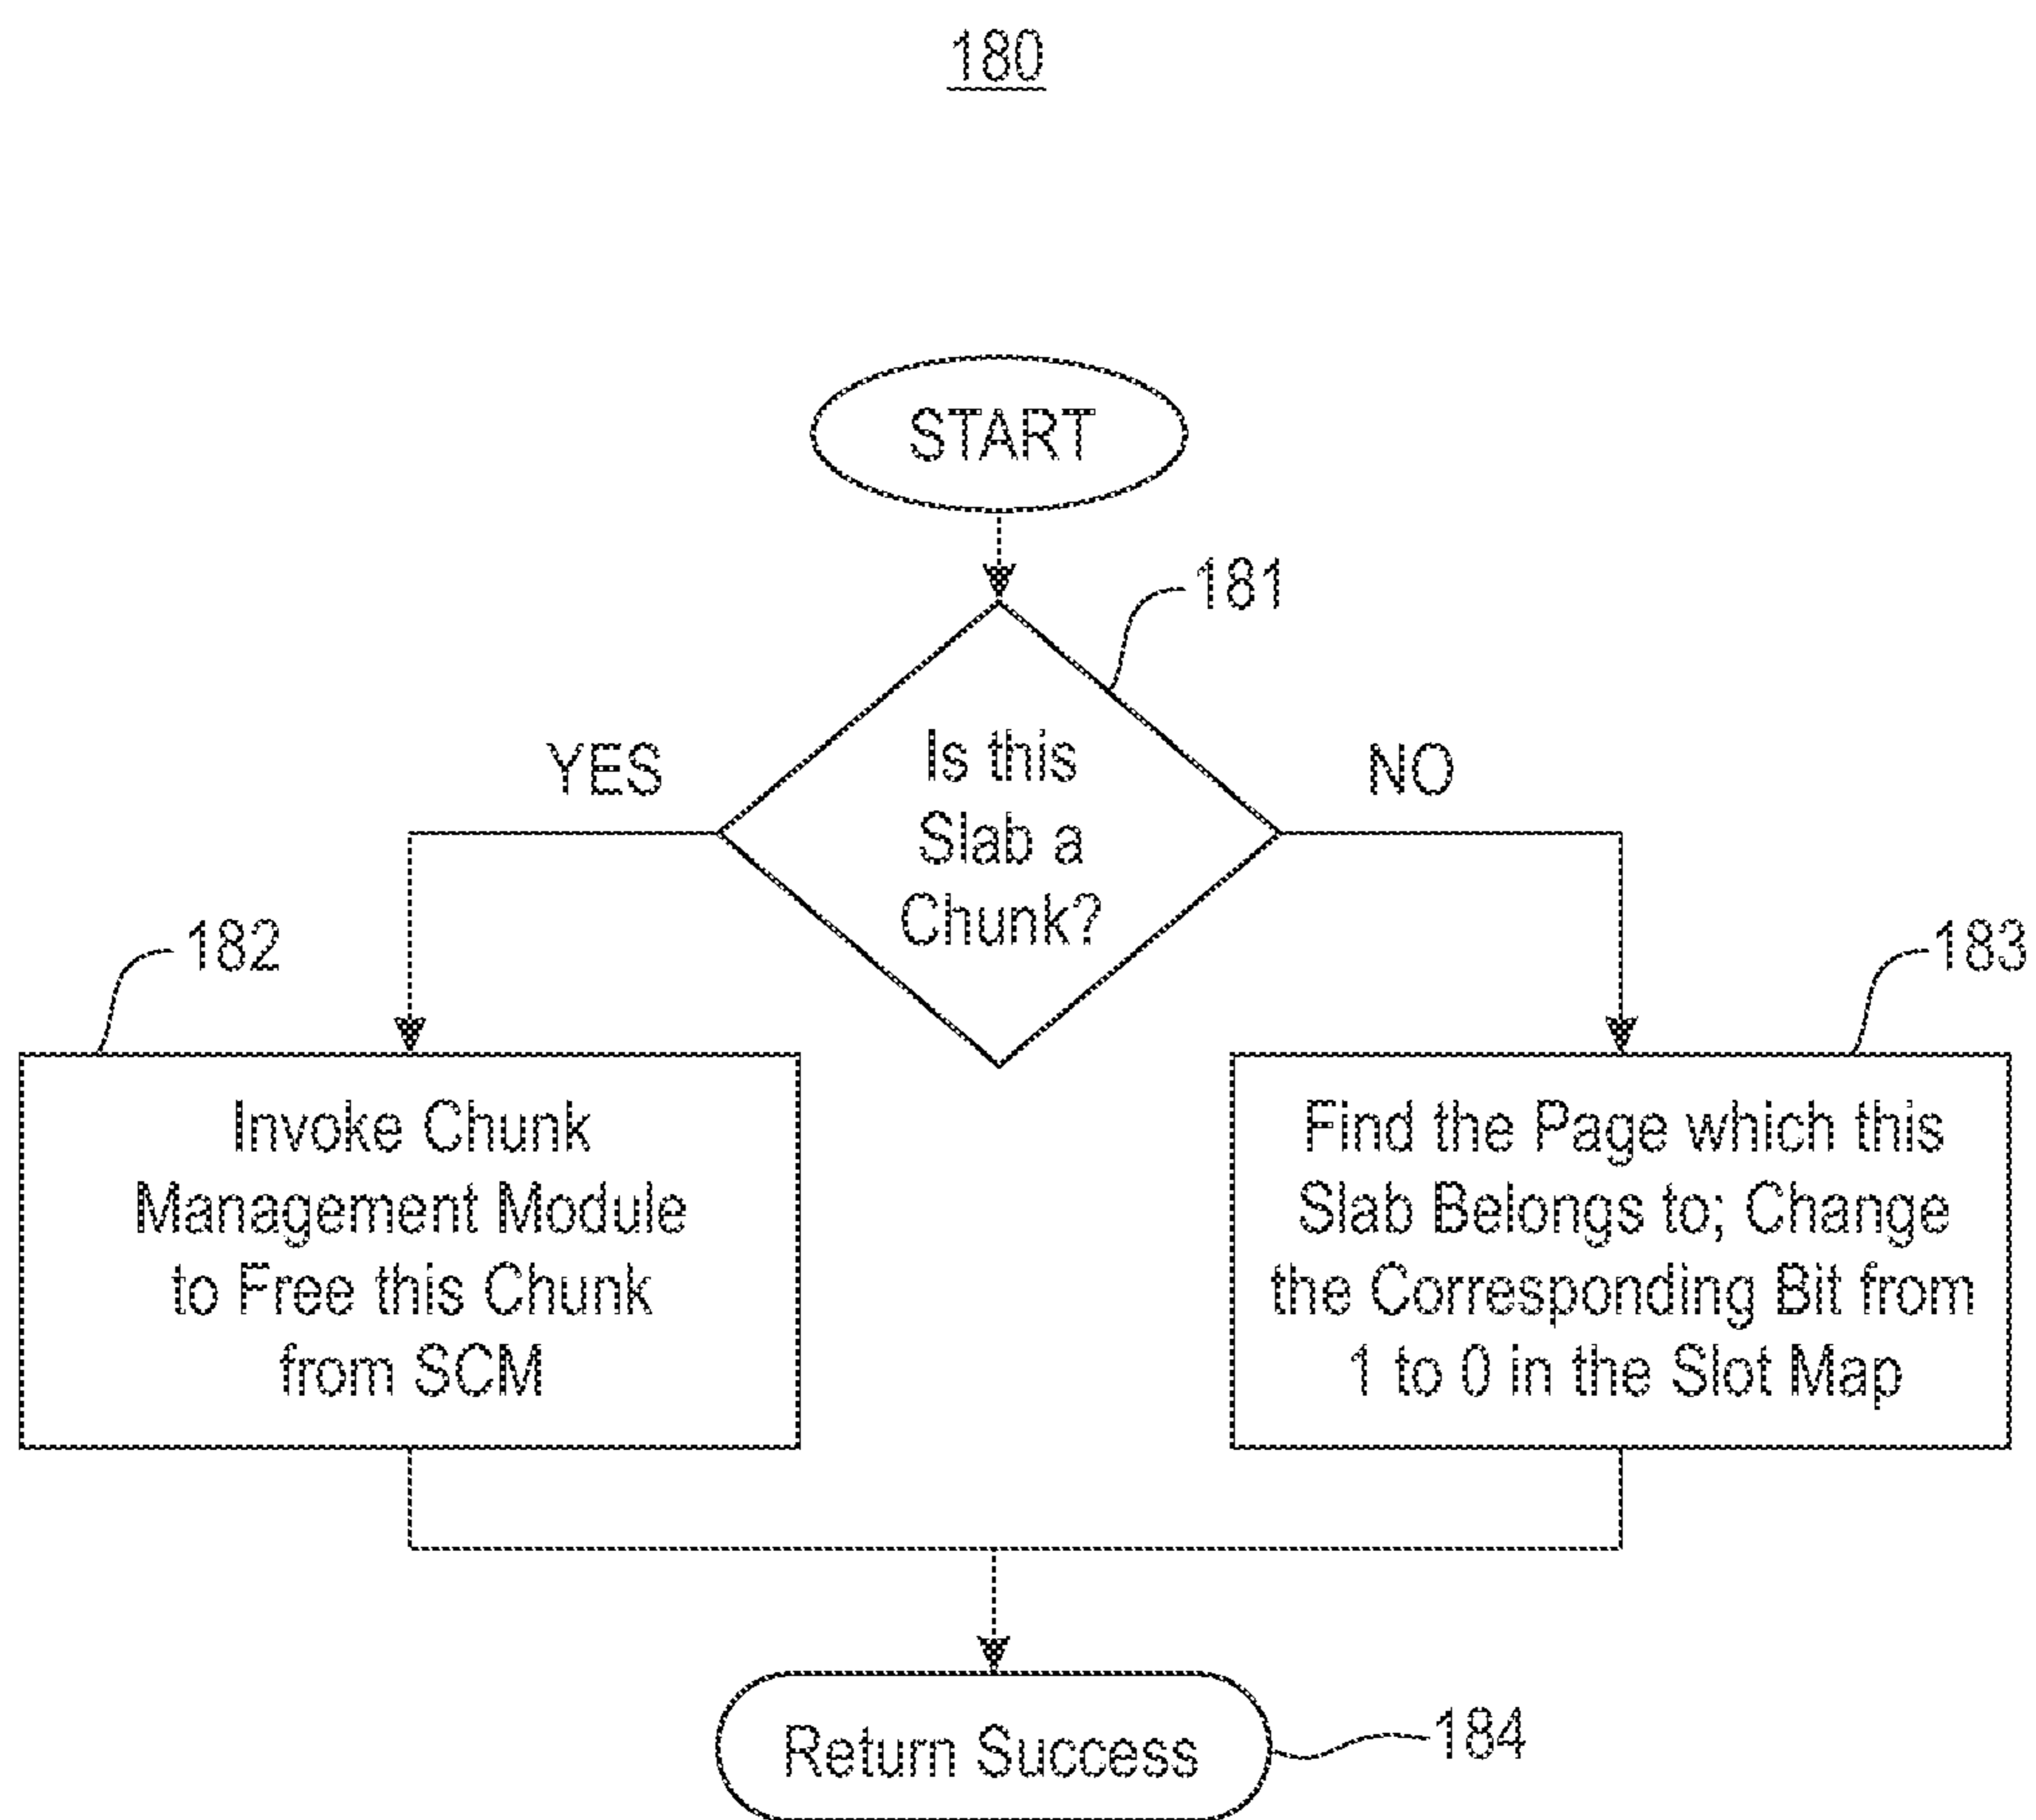 180
START
181
Is this
Slab a
Chunk?
YES
NO
182
183
Invoke Chunk
Management Module
to Free this Chunk
from SCM
Find the Page which this
Slab Belongs to; Change
the Corresponding Bit from
1 to 0 in the Slot Map
Return Success
184